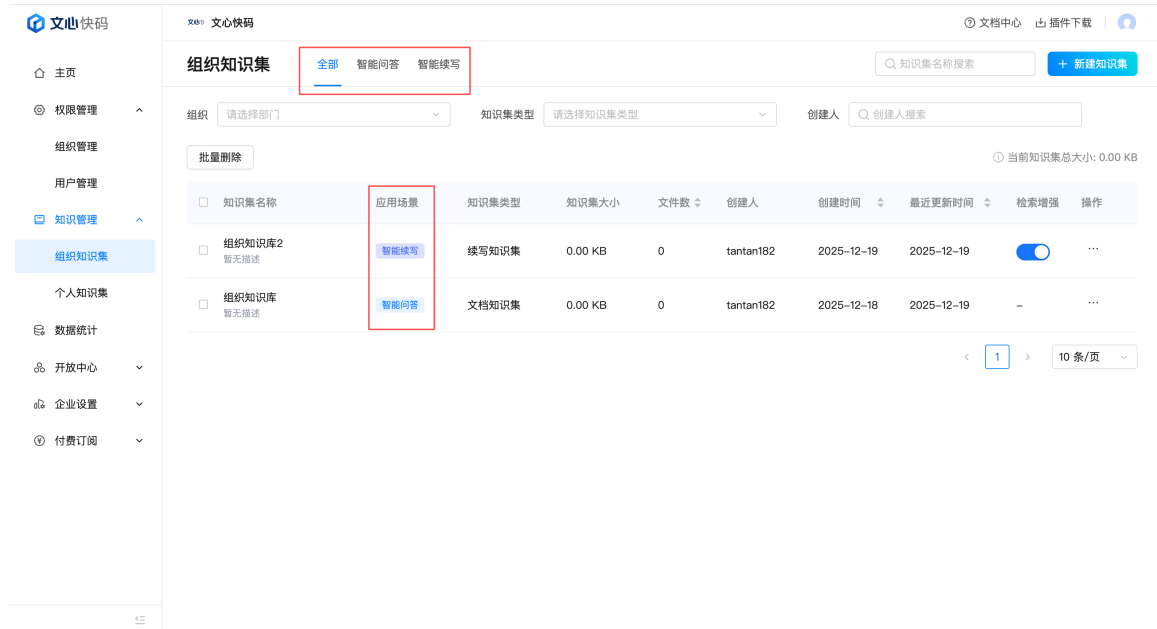 文心快码
文心快码 文档中心 插件下载
组织知识集 全部 智能问答 智能续写 知识集名称搜索 新建知识集
主页
权限管理
组织管理
用户管理
知识管理
组织知识集
个人知识集
数据统计
开放中心
企业设置
付费订阅
组织 请选择部门 知识集类型 请选择知识集类型 创建人 创建人搜索
批量删除 当前知识集总大小: 0.00 KB
知识集名称 应用场景 知识集类型 知识集大小 文件数 创建人 创建时间 最近更新时间 检索增强 操作
组织知识库2 智能续写 续写知识集 0.00 KB 0 tantan182 2025-12-19 2025-12-19 ...
暂无描述
组织知识库 智能问答 文档知识集 0.00 KB 0 tantan182 2025-12-18 2025-12-19 - ...
暂无描述
< 1 > 10 条/页